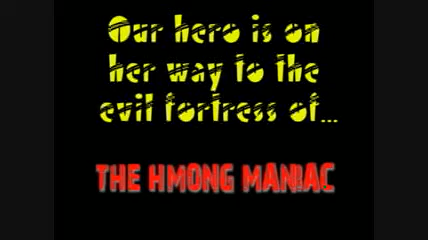 Our hero is on
her way to the
evil fortress of...
THE HMONG MANIAC